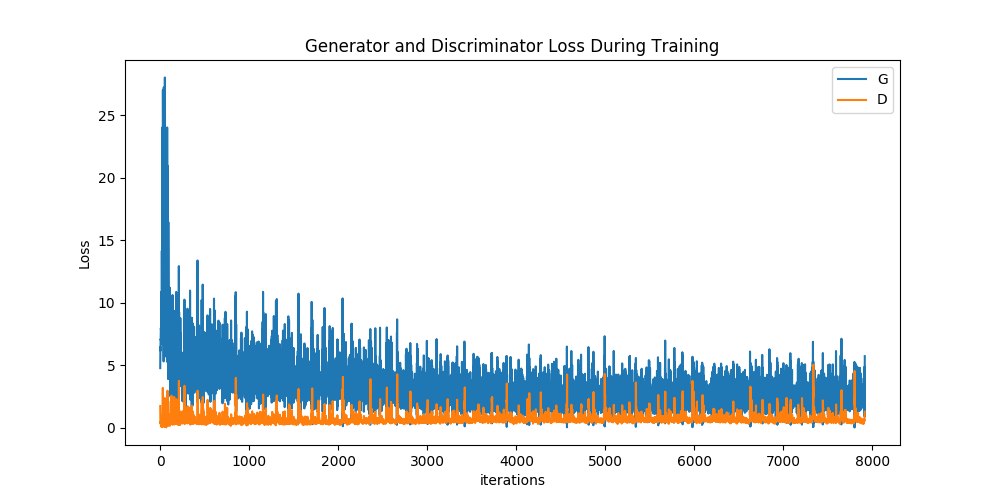 Generator and Discriminator Loss During Training
G
D
Loss
25
20
15
10
5
0
0 1000 2000 3000 4000 5000 6000 7000 8000
iterations